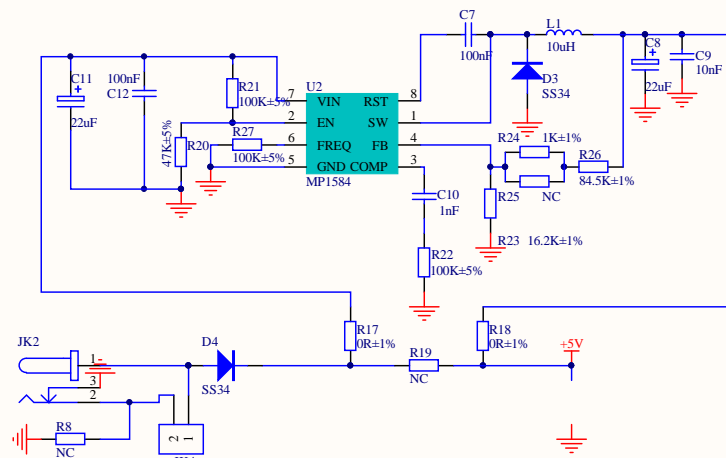 C7
100nF
L1
10uH
C8
22uF
C9
10nF
D3
SS34
C11
22uF
100nF
C12
R21
100K±5%
U2
7 VIN RST 8
2 EN SW 1
6 FREQ FB 4
5 GND COMP 3
MP1584
R20
47K±5%
R27
100K±5%
R24 1K±1%
R26
84.5K±1%
R25 NC
R23 16.2K±1%
C10
1nF
R22
100K±5%
R17
0R±1%
R18
0R±1%
R19
NC
+5V
JK2
1
3
2
D4
SS34
R8
NC
2 1